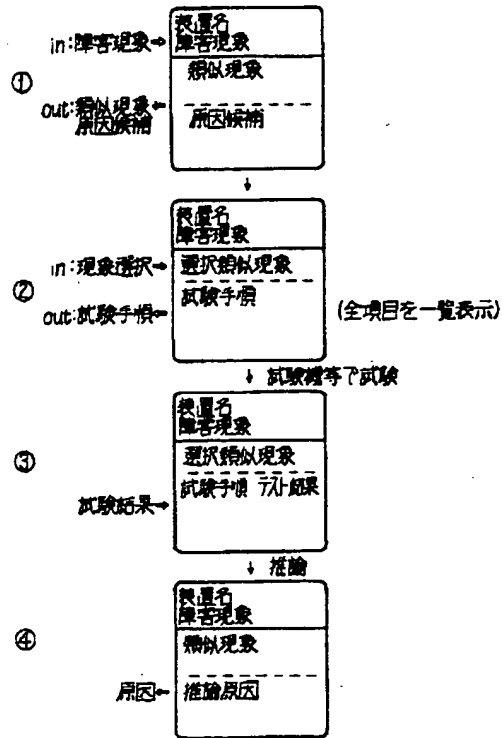 装置名
in:障害現象→ 障害現象
類似現象
①
out:類似現象←
原因候補
原因候補
↓
装置名
障害現象
in:現象選択→ 選択類似現象
②
試験手順
out:試験手順← (全項目を一覧表示)
↓ 試験機等で試験
装置名
障害現象
③ 選択類似現象
試験手順 テスト結果
試験結果→
↓ 推論
装置名
障害現象
④ 類似現象
原因← 推論原因